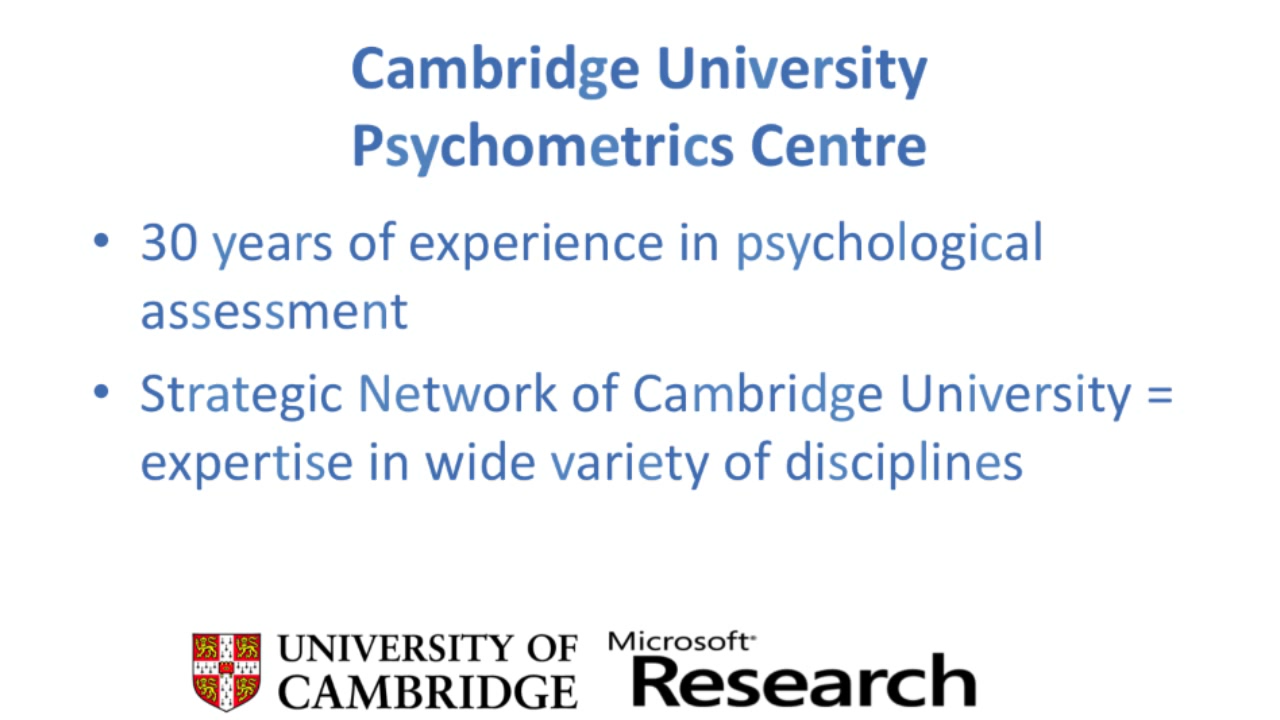 Cambridge University
Psychometrics Centre
• 30 years of experience in psychological
assessment
• Strategic Network of Cambridge University =
expertise in wide variety of disciplines
UNIVERSITY OF
CAMBRIDGE
Microsoft®
Research